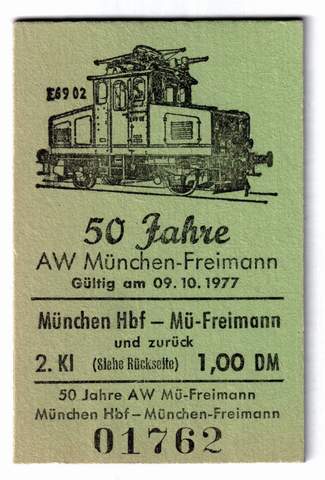 E69 02
50 Jahre
AW München-Freimann
Gültig am 09.10.1977
München Hbf – Mü-Freimann
und zurück
2. Kl (Siehe Rückseite) 1,00 DM
50 Jahre AW Mü-Freimann
München Hbf-München-Freimann
01762